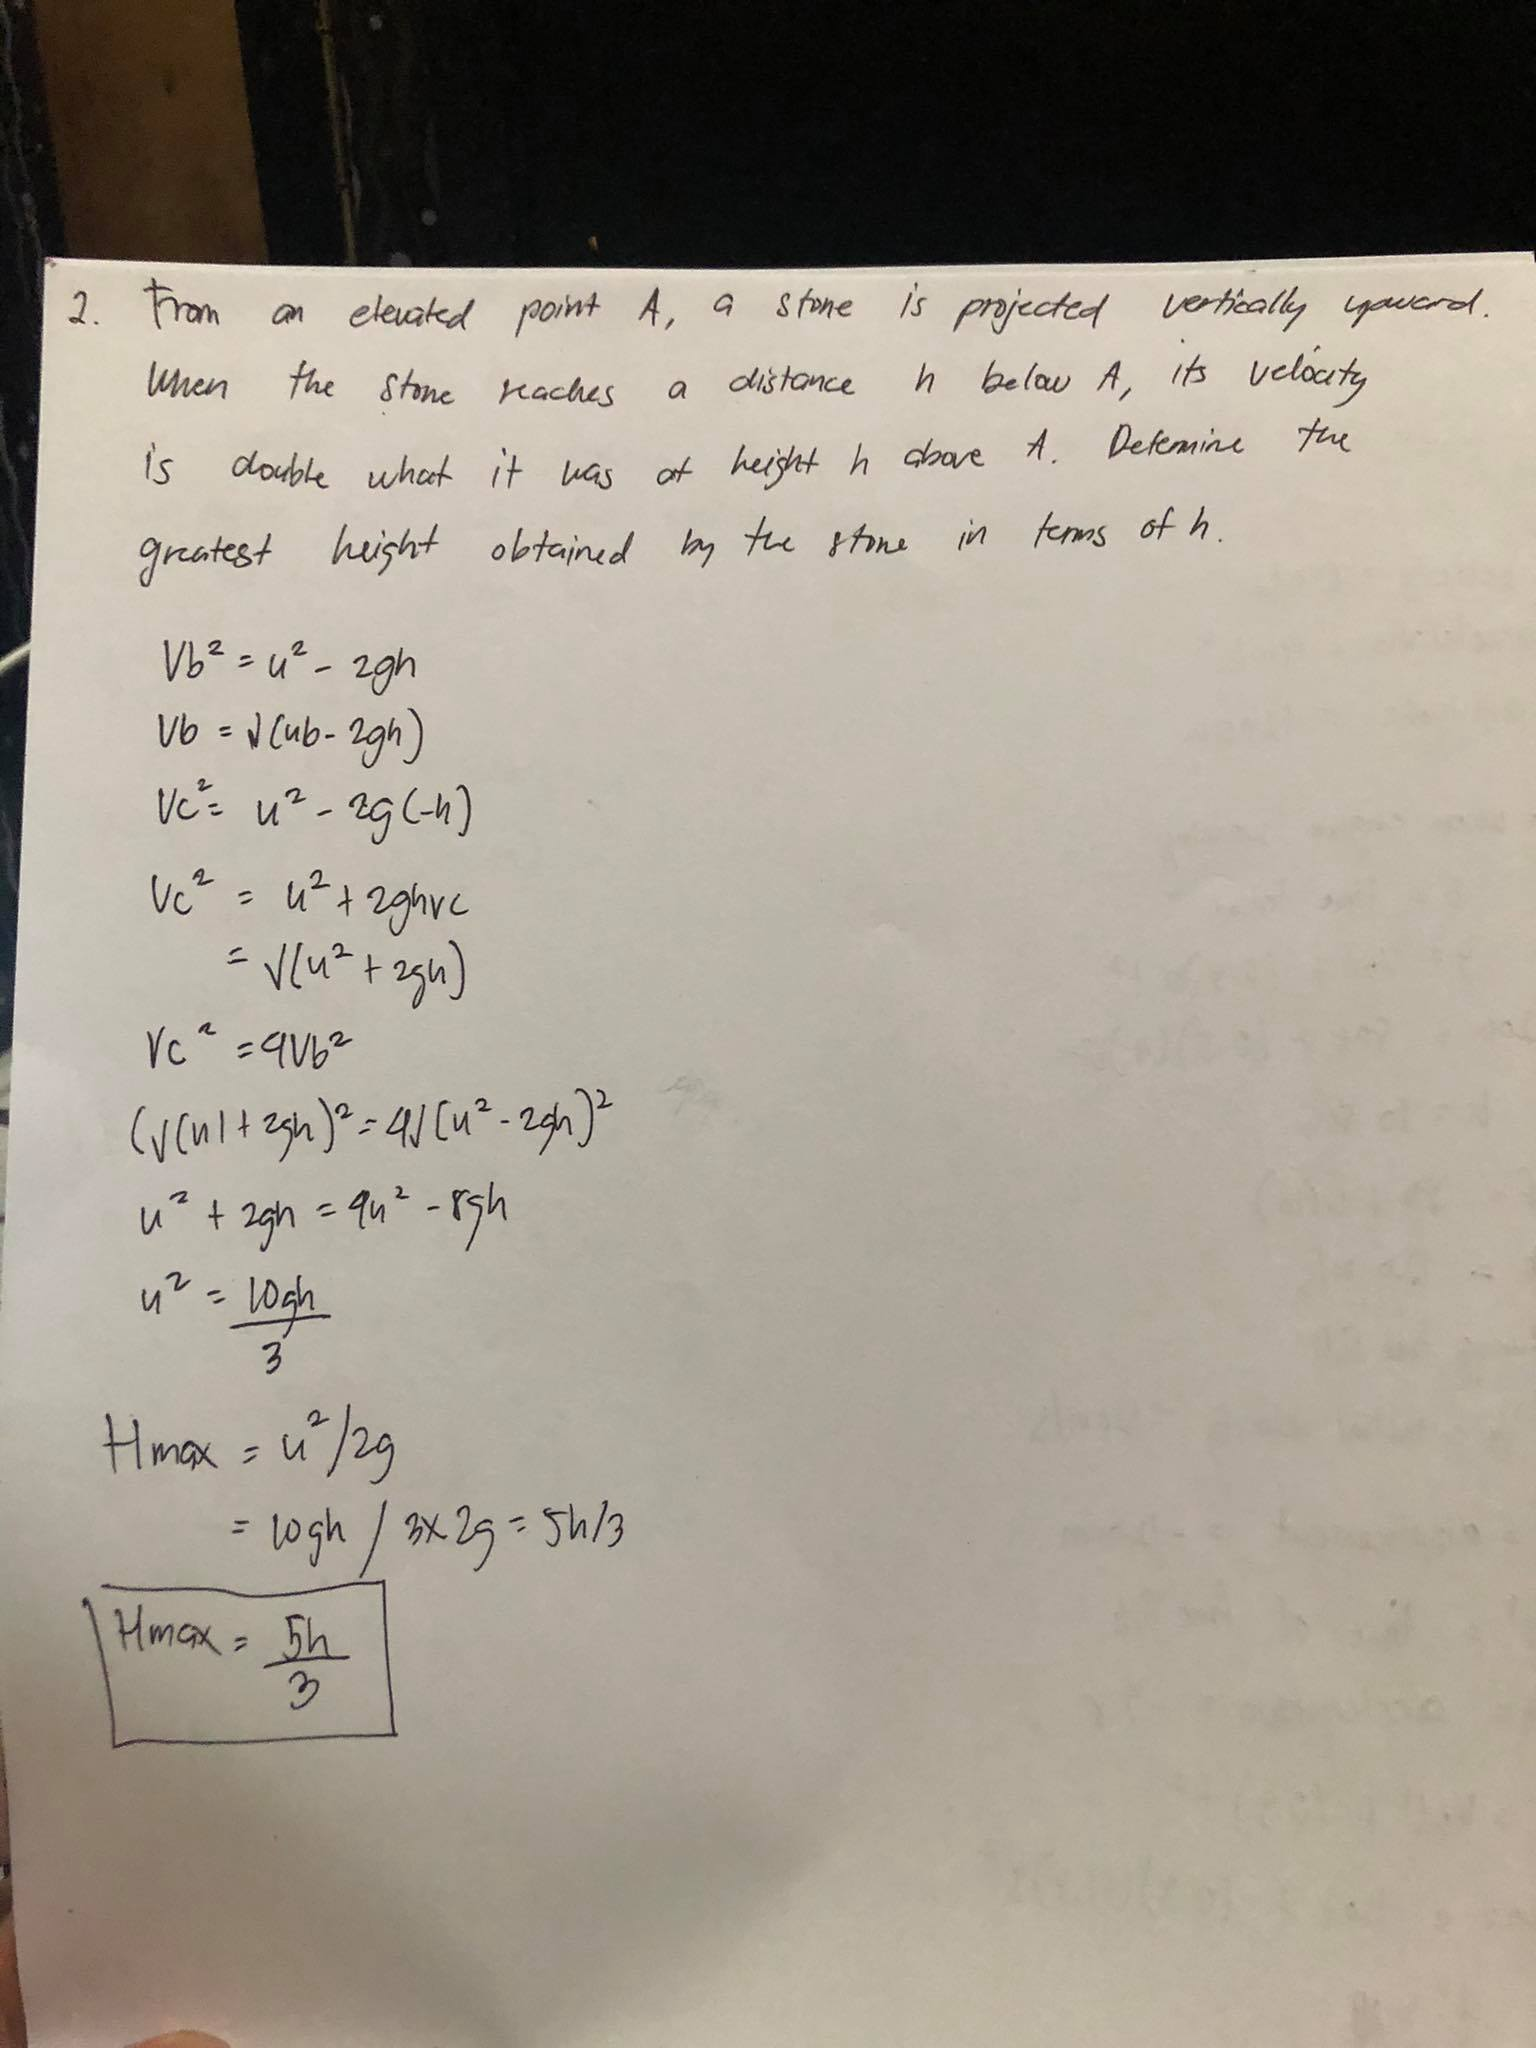 2. From an elevated point A, a stone is projected vertically upward.
When the stone reaches a distance h below A, its velocity
is double what it was at height h above A. Detemine the
greatest height obtained by the stone in terms of h.
Vb² = u² - 2gh
Vb = √(ub - 2gh)
Vc² = u² - 2g(-h)
Vc² = u² + 2ghvc
= √(u² + 2gh)
Vc² = 4Vb²
(√(u1 + 2gh)² = 4√(u² - 2gh)²
u² + 2gh = 4u² - 8gh
u² = 10gh
3
Hmax = u²/2g
= 10gh / 3x2g = 5h/3
Hmax = 5h
3